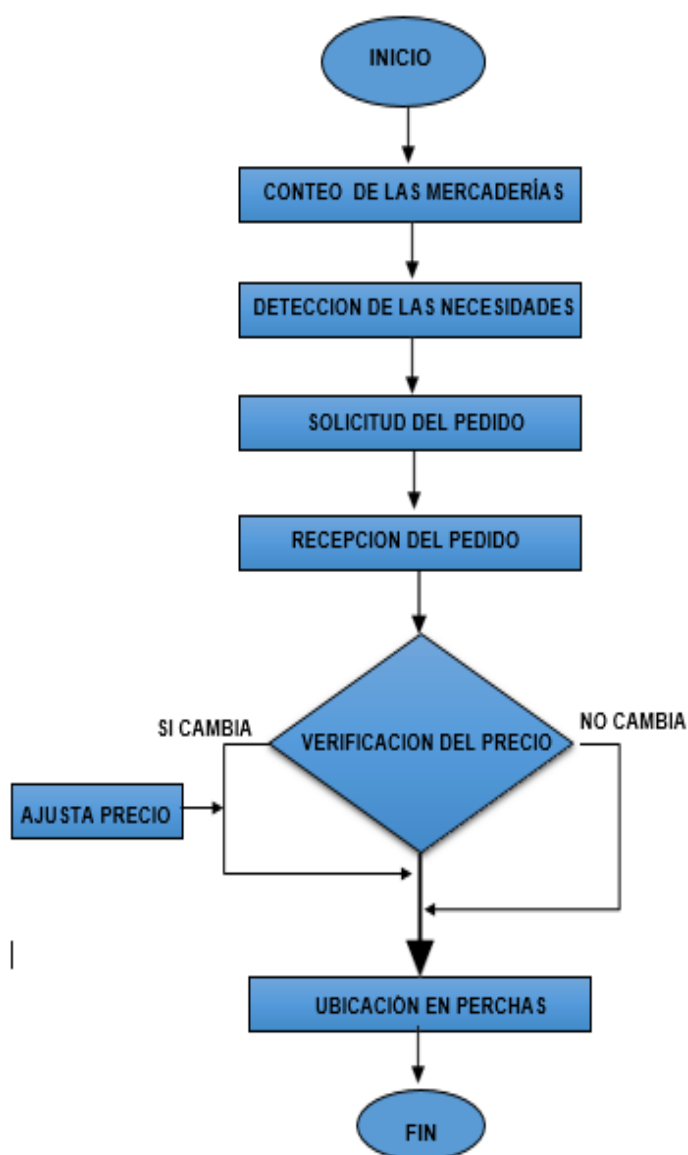 INICIO
CONTEO DE LAS MERCADERÍAS
DETECCION DE LAS NECESIDADES
SOLICITUD DEL PEDIDO
RECEPCION DEL PEDIDO
SI CAMBIA
NO CAMBIA
VERIFICACION DEL PRECIO
AJUSTA PRECIO
UBICACIÓN EN PERCHAS
FIN